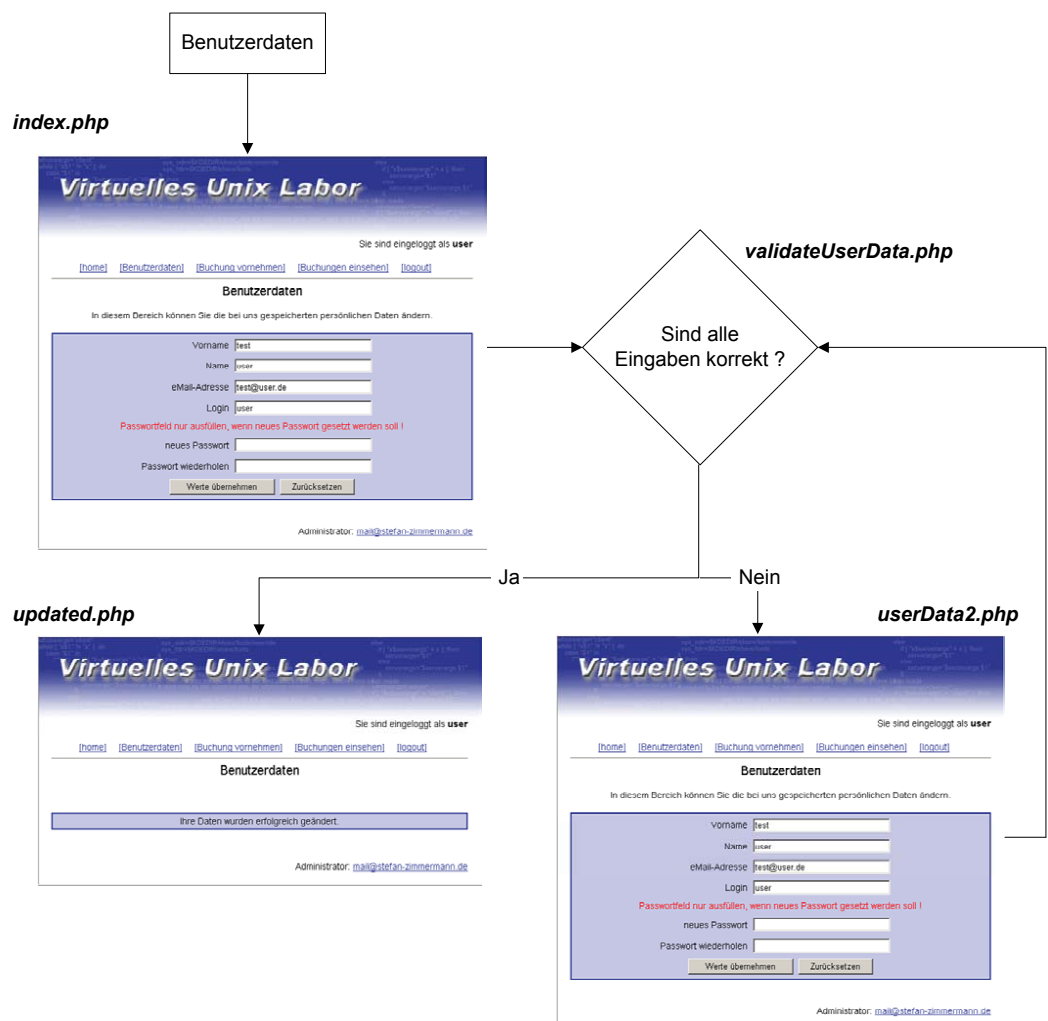 Benutzerdaten
index.php
Virtuelles Unix Labor
Sie sind eingeloggt als user
[home] [Benutzerdaten] [Buchung vornehmen] [Buchungen einsehen] [logout]
Benutzerdaten
In diesem Bereich können Sie die bei uns gespeicherten persönlichen Daten ändern.
Vorname test
Name user
eMail-Adresse test@user.de
Login user
Passwortfeld nur ausfüllen, wenn neues Passwort gesetzt werden soll !
neues Passwort
Passwort wiederholen
Werte übernehmen Zurücksetzen
Administrator: mail@stefan-zimmermann.de
validateUserData.php
Sind alle
Eingaben korrekt ?
Ja
Nein
updated.php
Virtuelles Unix Labor
Sie sind eingeloggt als user
[home] [Benutzerdaten] [Buchung vornehmen] [Buchungen einsehen] [logout]
Benutzerdaten
Ihre Daten wurden erfolgreich geändert.
Administrator: mail@stefan-zimmermann.de
userData2.php
Virtuelles Unix Labor
Sie sind eingeloggt als user
[home] [Benutzerdaten] [Buchung vornehmen] [Buchungen einsehen] [logout]
Benutzerdaten
In diesem Bereich können Sie die bei uns gespeicherten persönlichen Daten ändern.
Vorname test
Name user
eMail-Adresse test@user.de
Login user
Passwortfeld nur ausfüllen, wenn neues Passwort gesetzt werden soll !
neues Passwort
Passwort wiederholen
Werte übernehmen Zurücksetzen
Administrator: mail@stefan-zimmermann.de